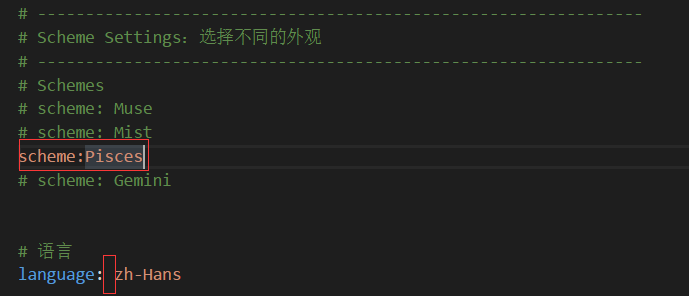 # ---------------------------------------------------------------
# Scheme Settings：选择不同的外观
# ---------------------------------------------------------------
# Schemes
# scheme: Muse
# scheme: Mist
scheme:Pisces
# scheme: Gemini
# 语言
language: zh-Hans